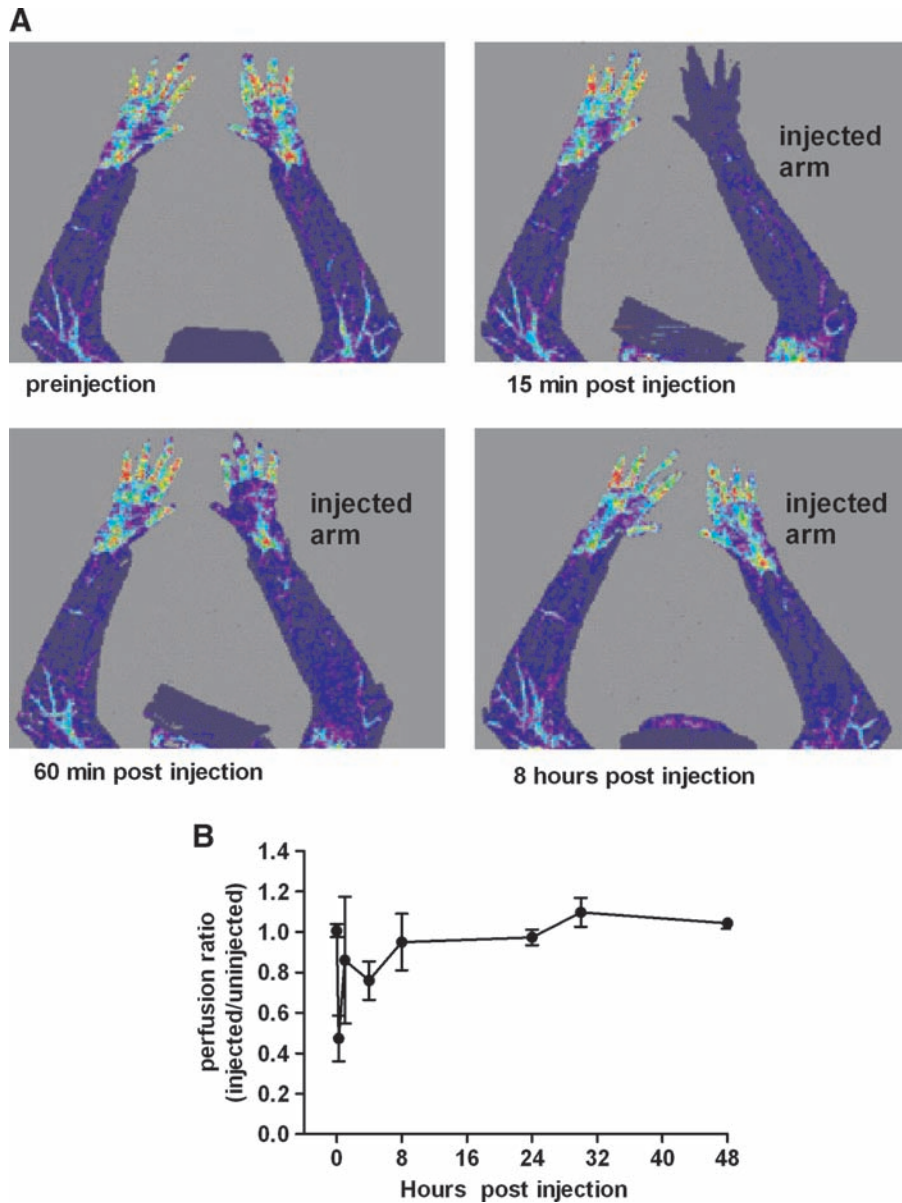 A
injected
arm
preinjection
15 min post injection
injected
arm
injected
arm
60 min post injection
8 hours post injection
B
perfusion ratio
(injected/uninjected)
1.4
1.2
1.0
0.8
0.6
0.4
0.2
0.0
0 8 16 24 32 40 48
Hours post injection